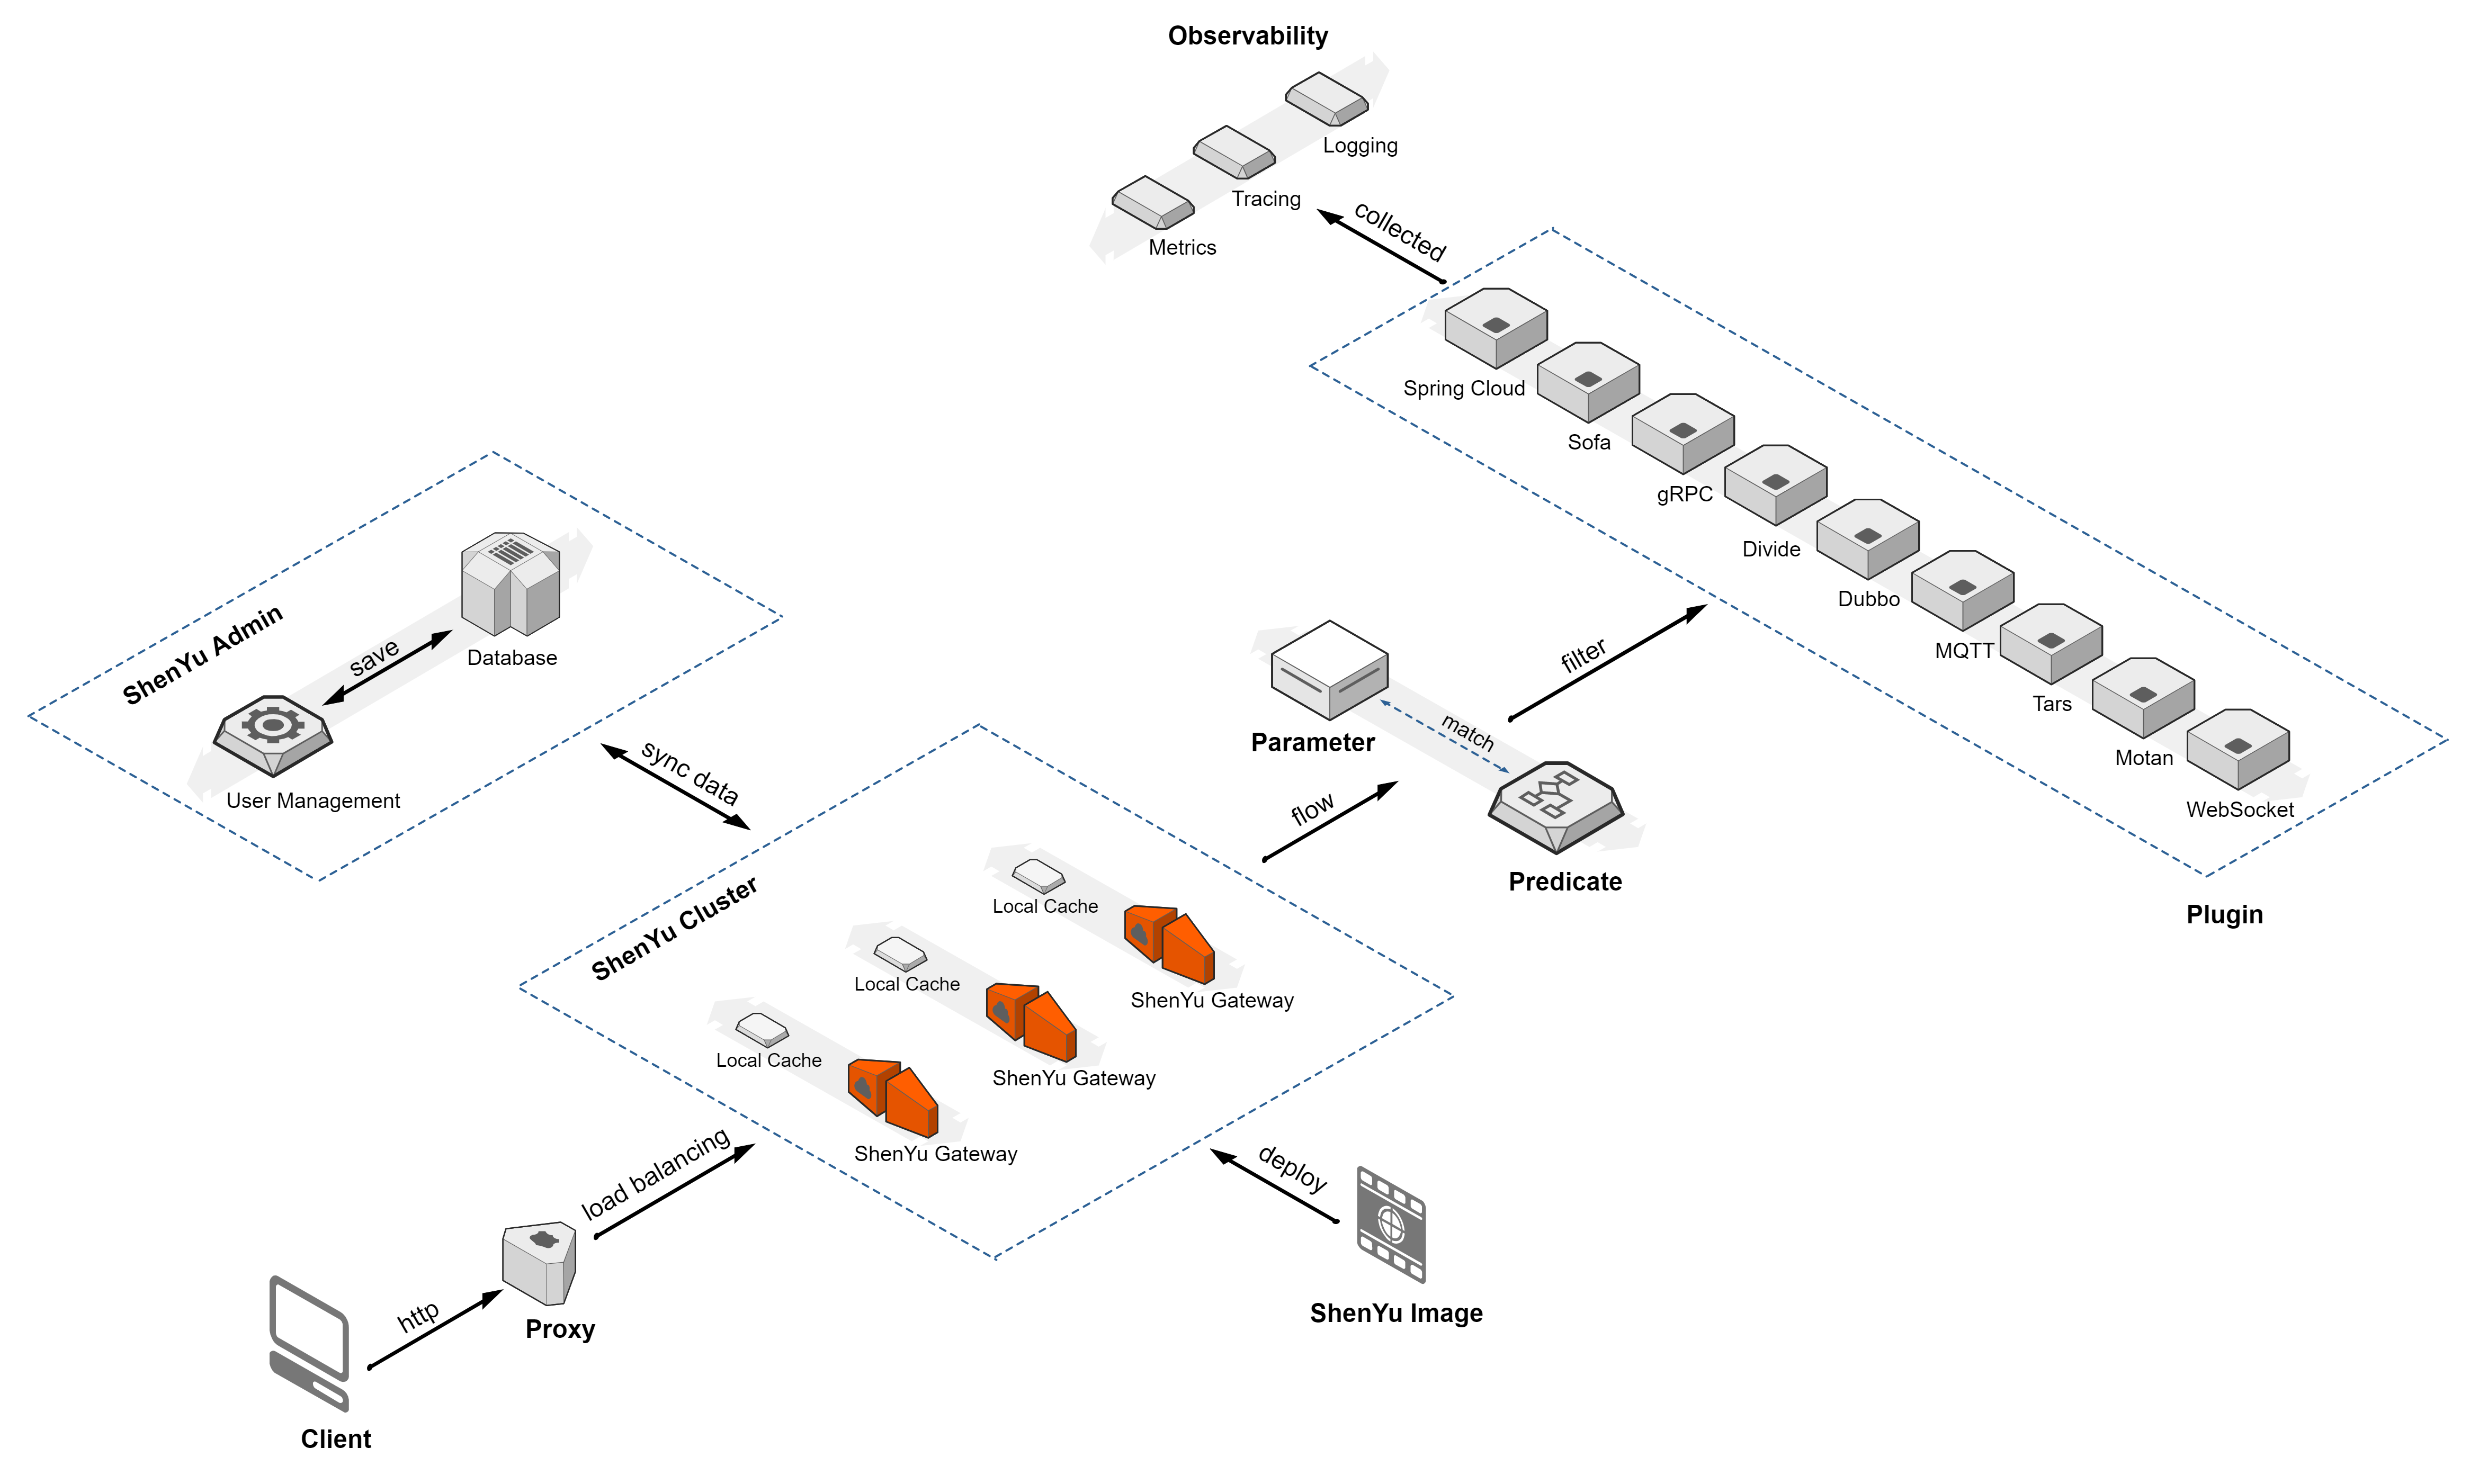 Observability
Logging
Tracing
Metrics
collected
Spring Cloud
Sofa
gRPC
Divide
Dubbo
MQTT
Tars
Motan
WebSocket
Plugin
ShenYu Admin
save
Database
User Management
sync data
filter
Parameter
match
Predicate
flow
ShenYu Cluster
Local Cache
ShenYu Gateway
Local Cache
ShenYu Gateway
Local Cache
ShenYu Gateway
load balancing
deploy
ShenYu Image
http
Proxy
Client